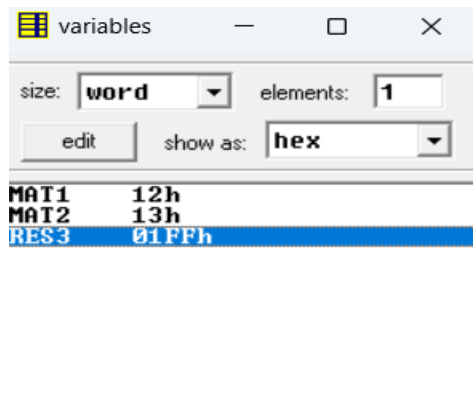 variables
size: word elements: 1
edit show as: hex
MAT1 12h
MAT2 13h
RES3 01FFh